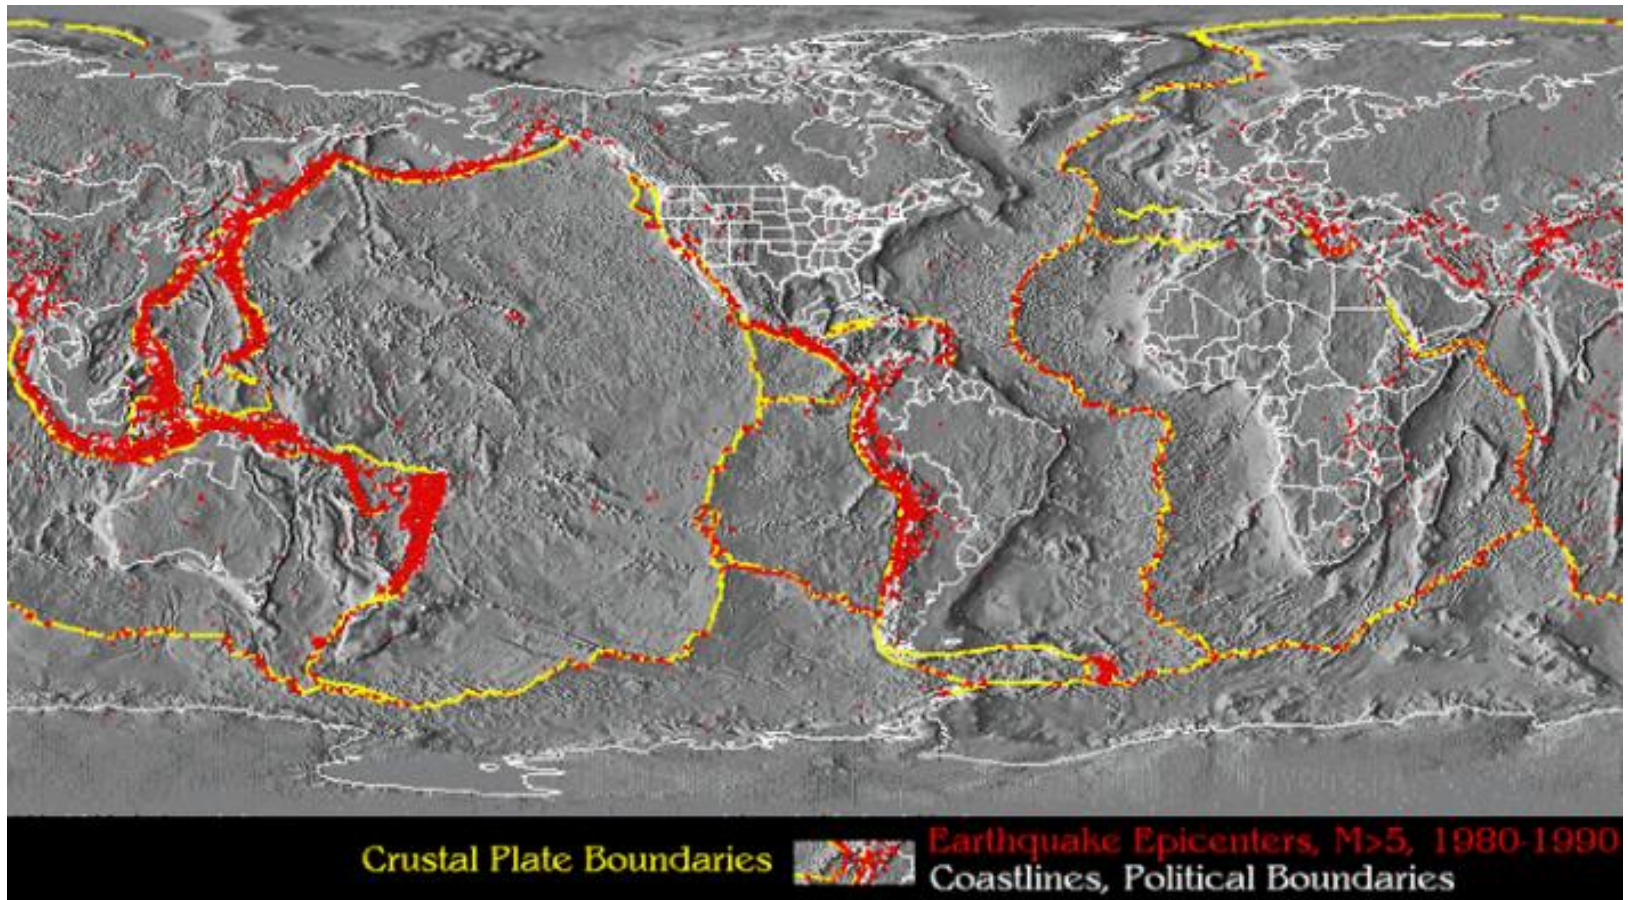 Crustal Plate Boundaries
Earthquake Epicenters, M>5, 1980-1990
Coastlines, Political Boundaries